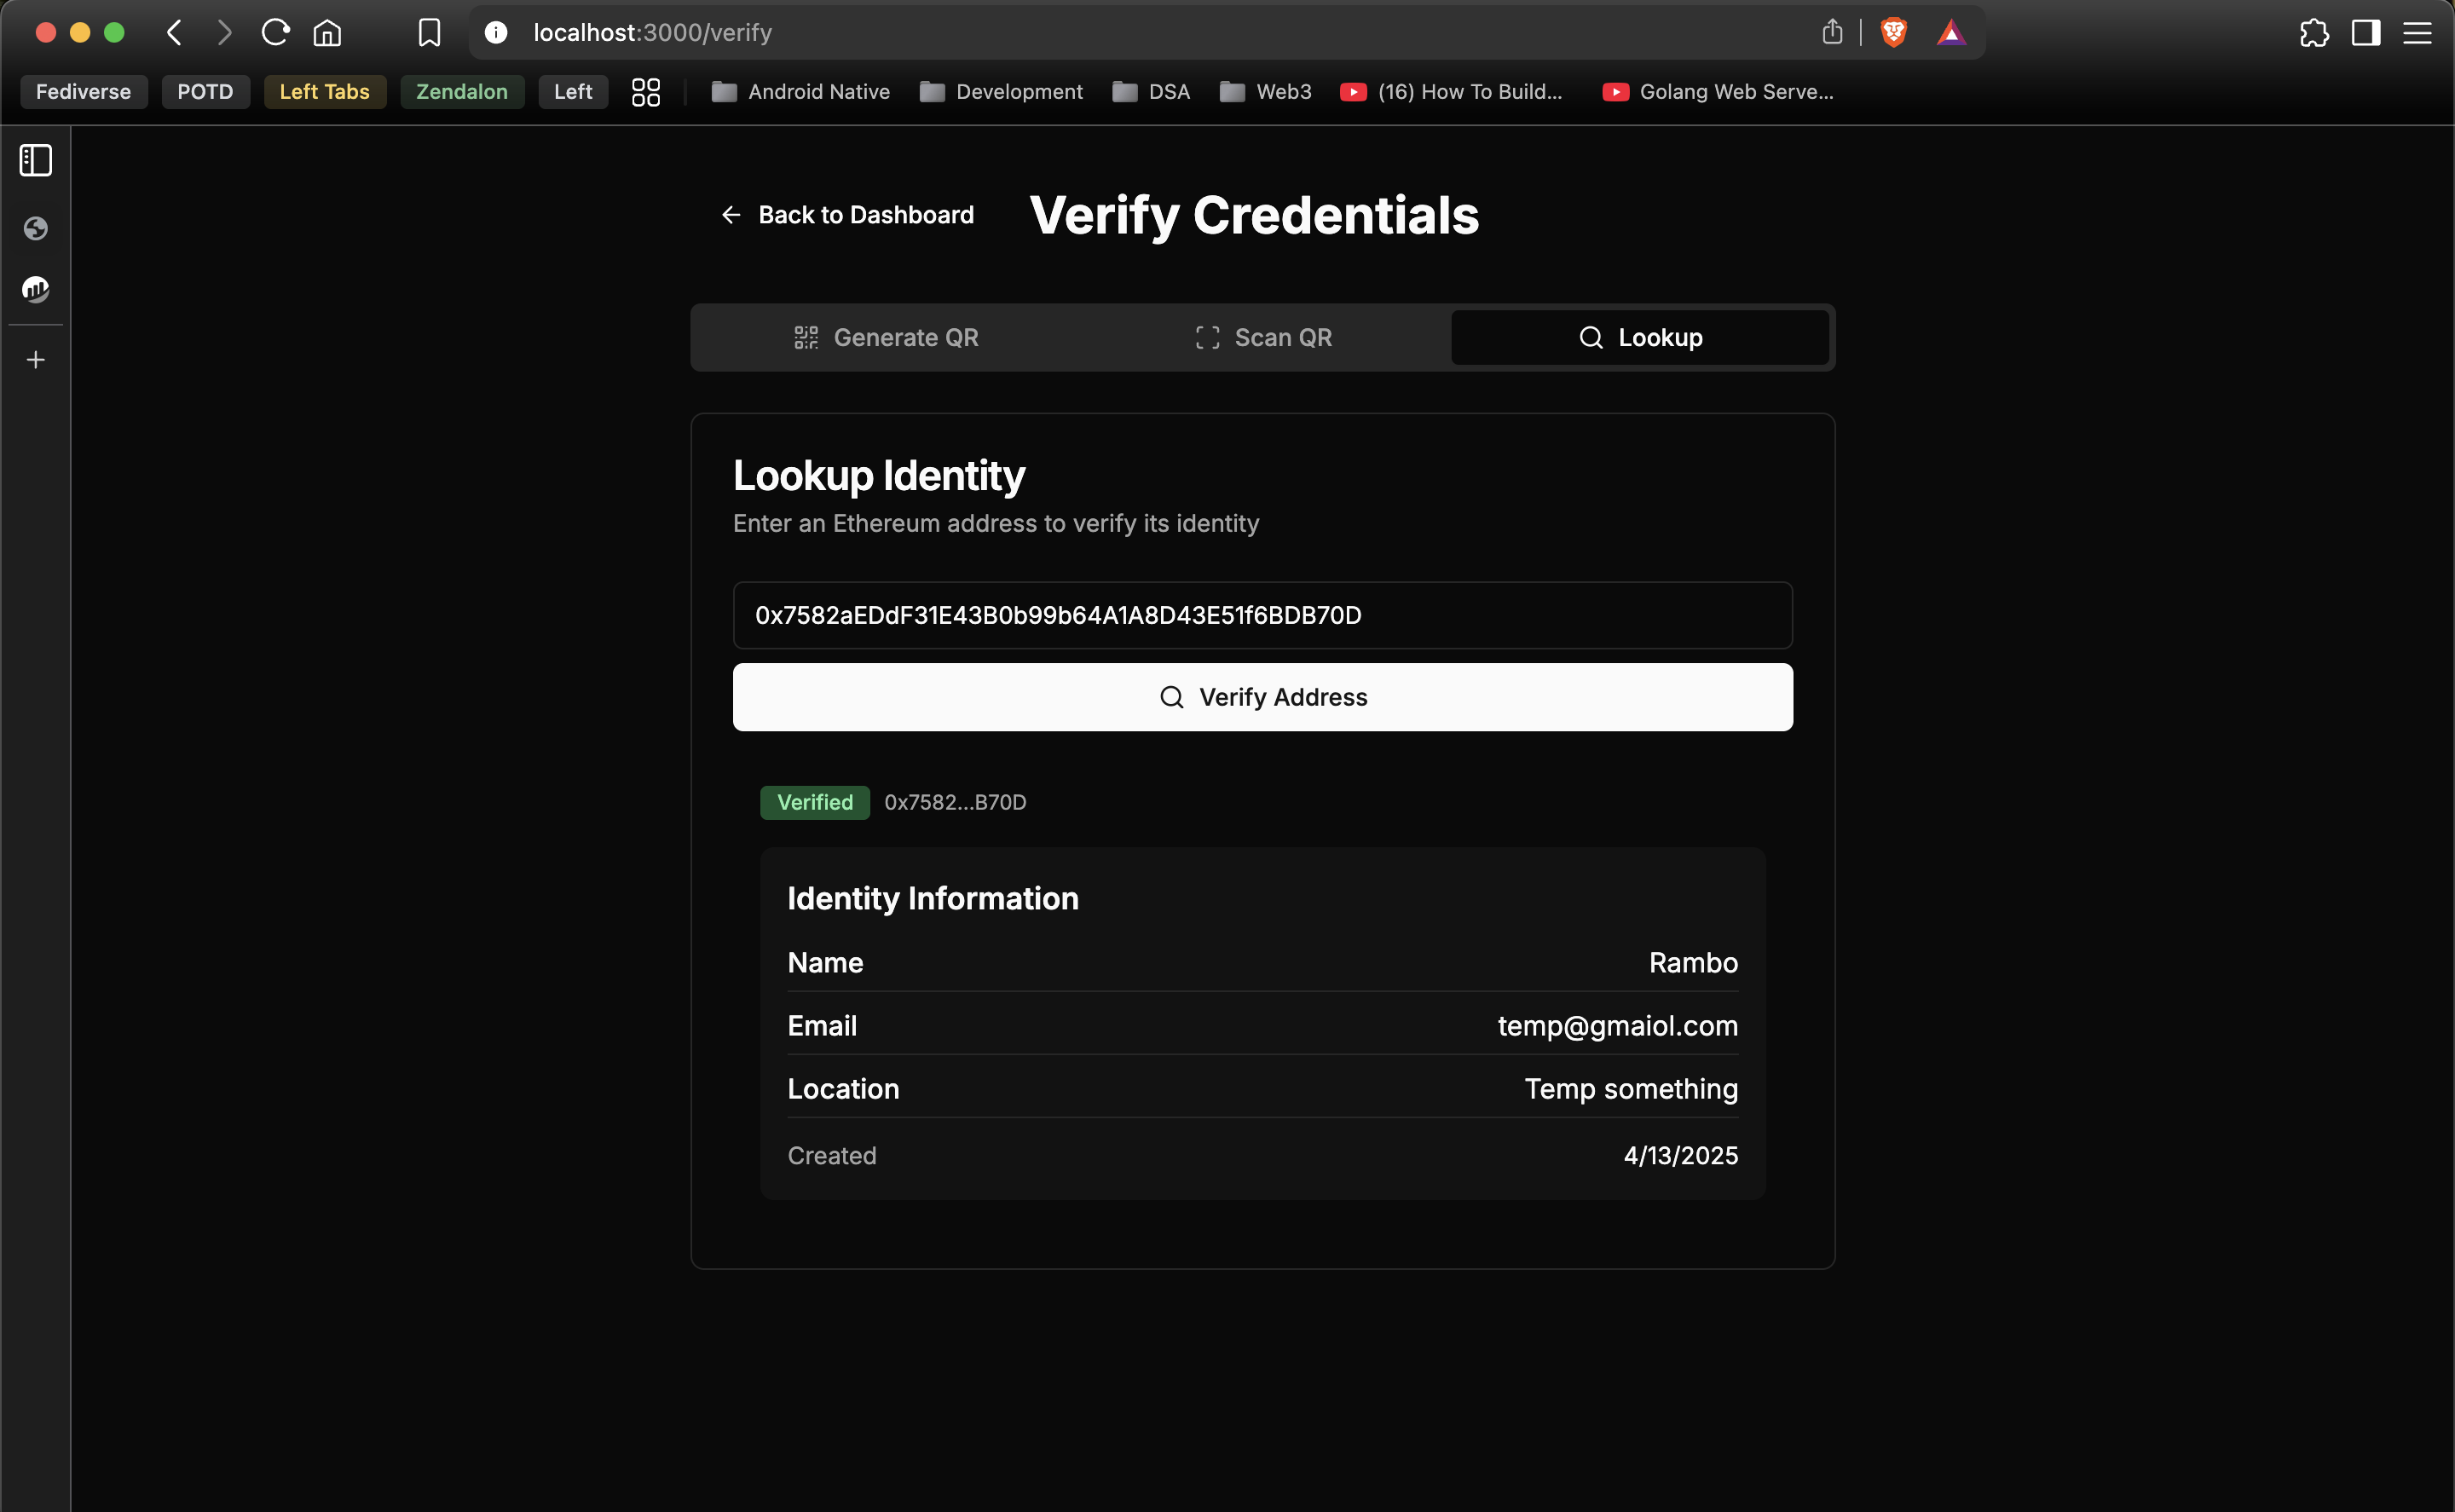 localhost:3000/verify
Fediverse POTD Left Tabs Zendalon Left Android Native Development DSA Web3 (16) How To Build... Golang Web Serve...
Back to Dashboard Verify Credentials
Generate QR Scan QR Lookup
Lookup Identity
Enter an Ethereum address to verify its identity
0x7582aEDdF31E43B0b99b64A1A8D43E51f6BDB70D
Verify Address
Verified 0x7582...B70D
Identity Information
Name Rambo
Email temp@gmaiol.com
Location Temp something
Created 4/13/2025